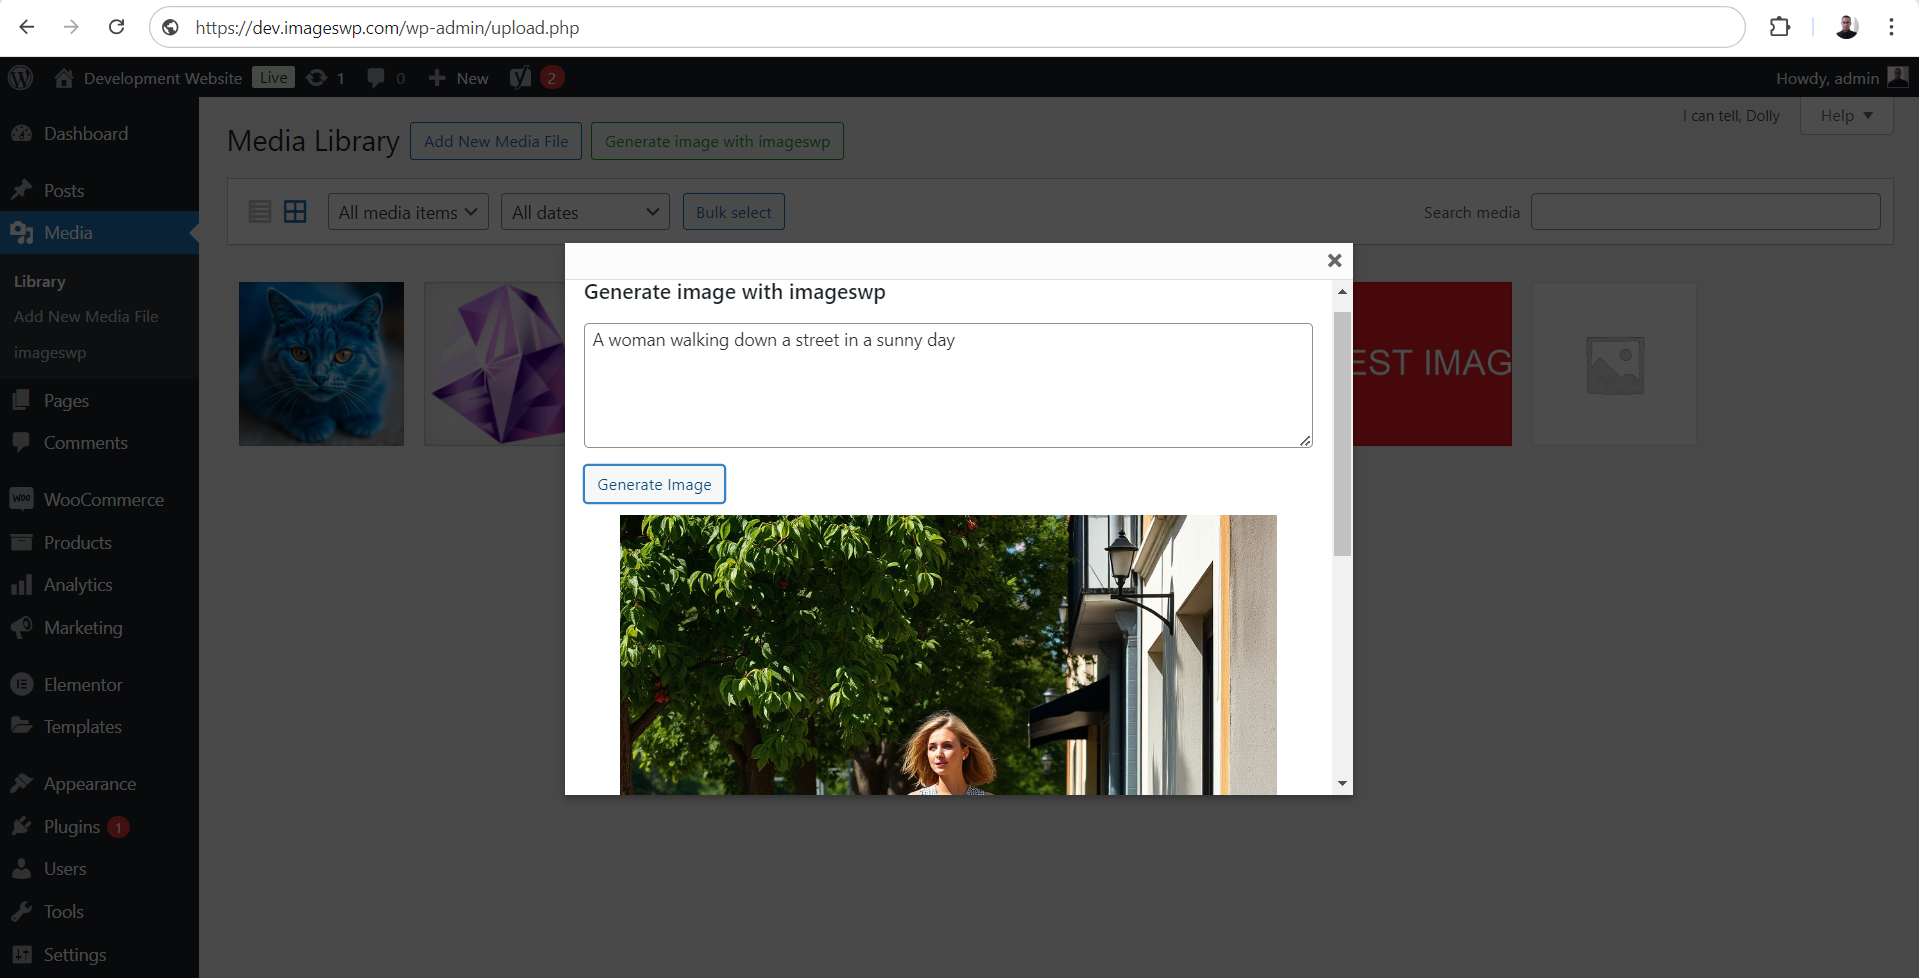 https://dev.imageswp.com/wp-admin/upload.php
Development Website Live 1 0 New 2 Howdy, admin
I can tell, Dolly Help
Dashboard
Posts
Media
Library
Add New Media File
imageswp
Pages
Comments
WooCommerce
Products
Analytics
Marketing
Elementor
Templates
Appearance
Plugins 1
Users
Tools
Settings
Media Library Add New Media File Generate image with imageswp
All media items All dates Bulk select Search media
EST IMAG
Generate image with imageswp
A woman walking down a street in a sunny day
Generate Image